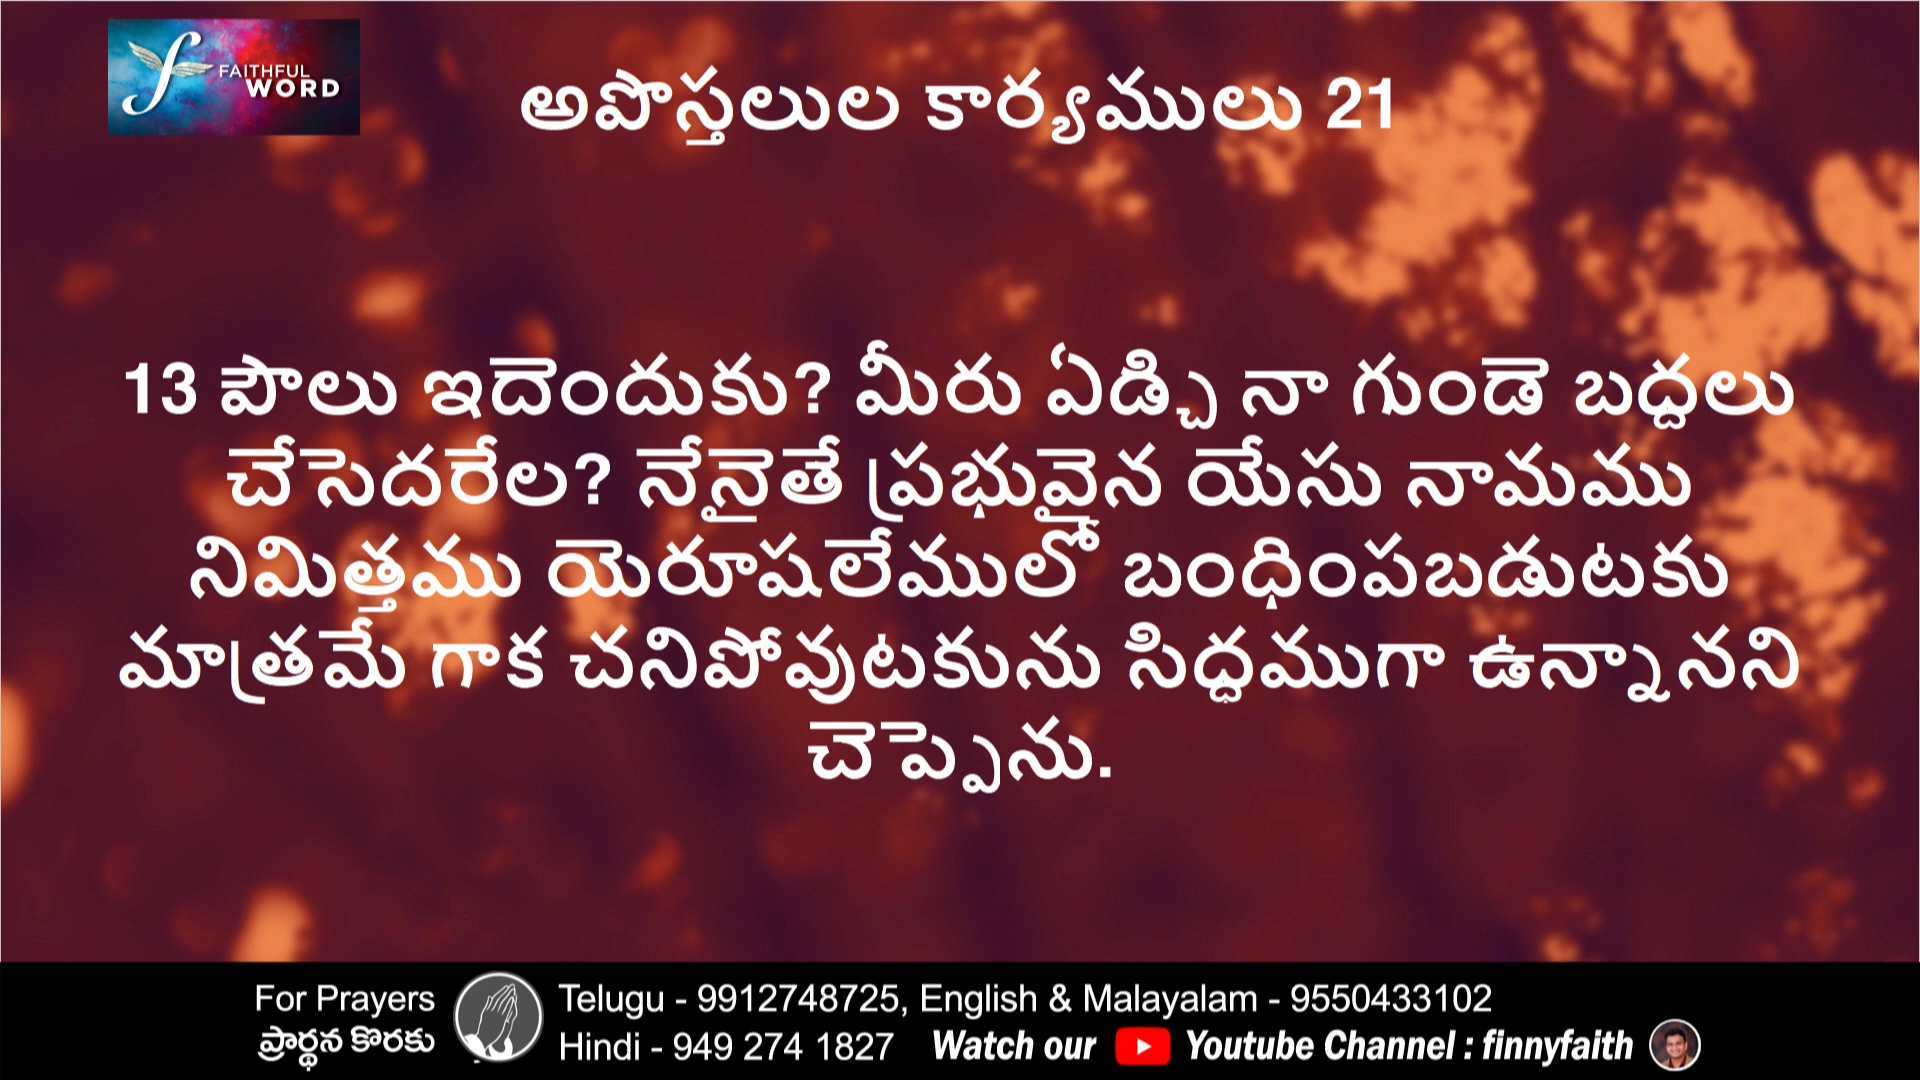 FAITHFUL
WORD
అపొస్తలుల కార్యములు 21
13 పౌలు ఇదెందుకు? మీరు ఏడ్చి నా గుండె బద్దలు
చేసెదరేల? నేనైతే ప్రభువైన యేసు నామము
నిమిత్తము యెరూషలేములో బంధింపబడుటకు
మాత్రమే గాక చనిపోవుటకును సిద్ధముగా ఉన్నానని
చెప్పెను.
For Prayers
ప్రార్థన కొరకు
Telugu - 9912748725, English & Malayalam - 9550433102
Hindi - 949 274 1827 Watch our Youtube Channel : finnyfaith